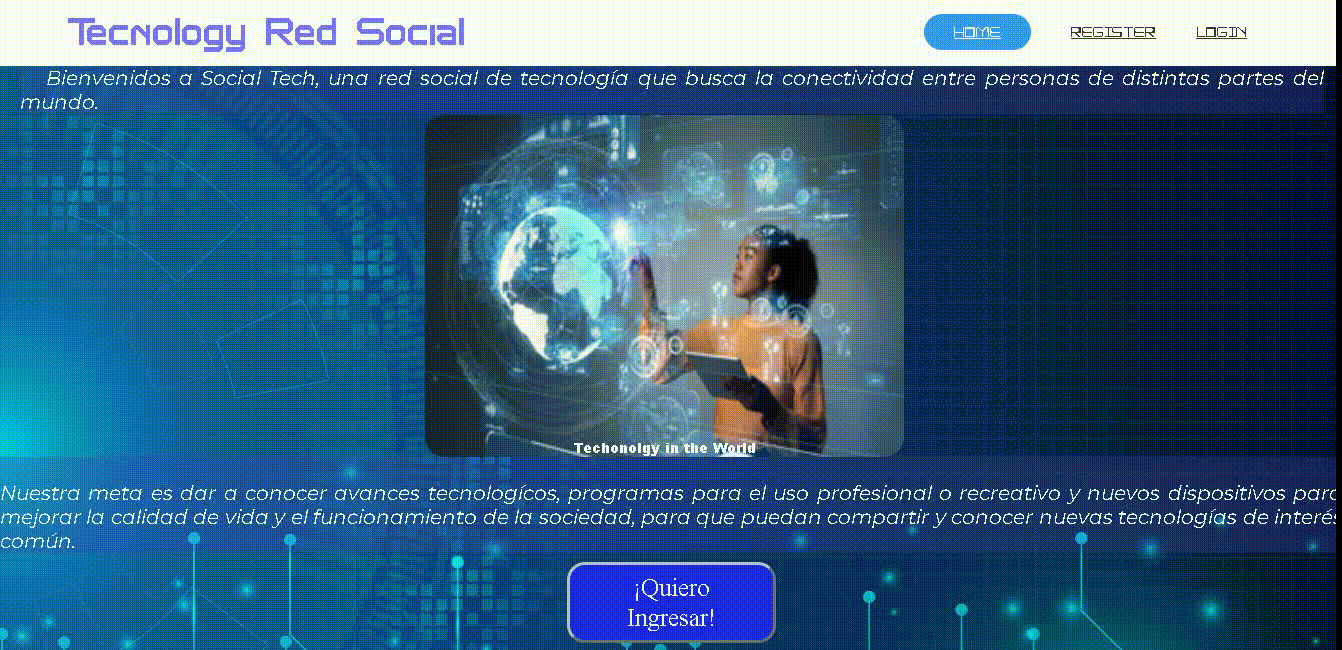 Tecnology Red Social
HOME
REGISTER
LOGIN
Bienvenidos a Social Tech, una red social de tecnología que busca la conectividad entre personas de distintas partes del
mundo.
Techonolgy in the World
Nuestra meta es dar a conocer avances tecnologícos, programas para el uso profesional o recreativo y nuevos dispositivos para
mejorar la calidad de vida y el funcionamiento de la sociedad, para que puedan compartir y conocer nuevas tecnologías de interés
común.
¡Quiero
Ingresar!